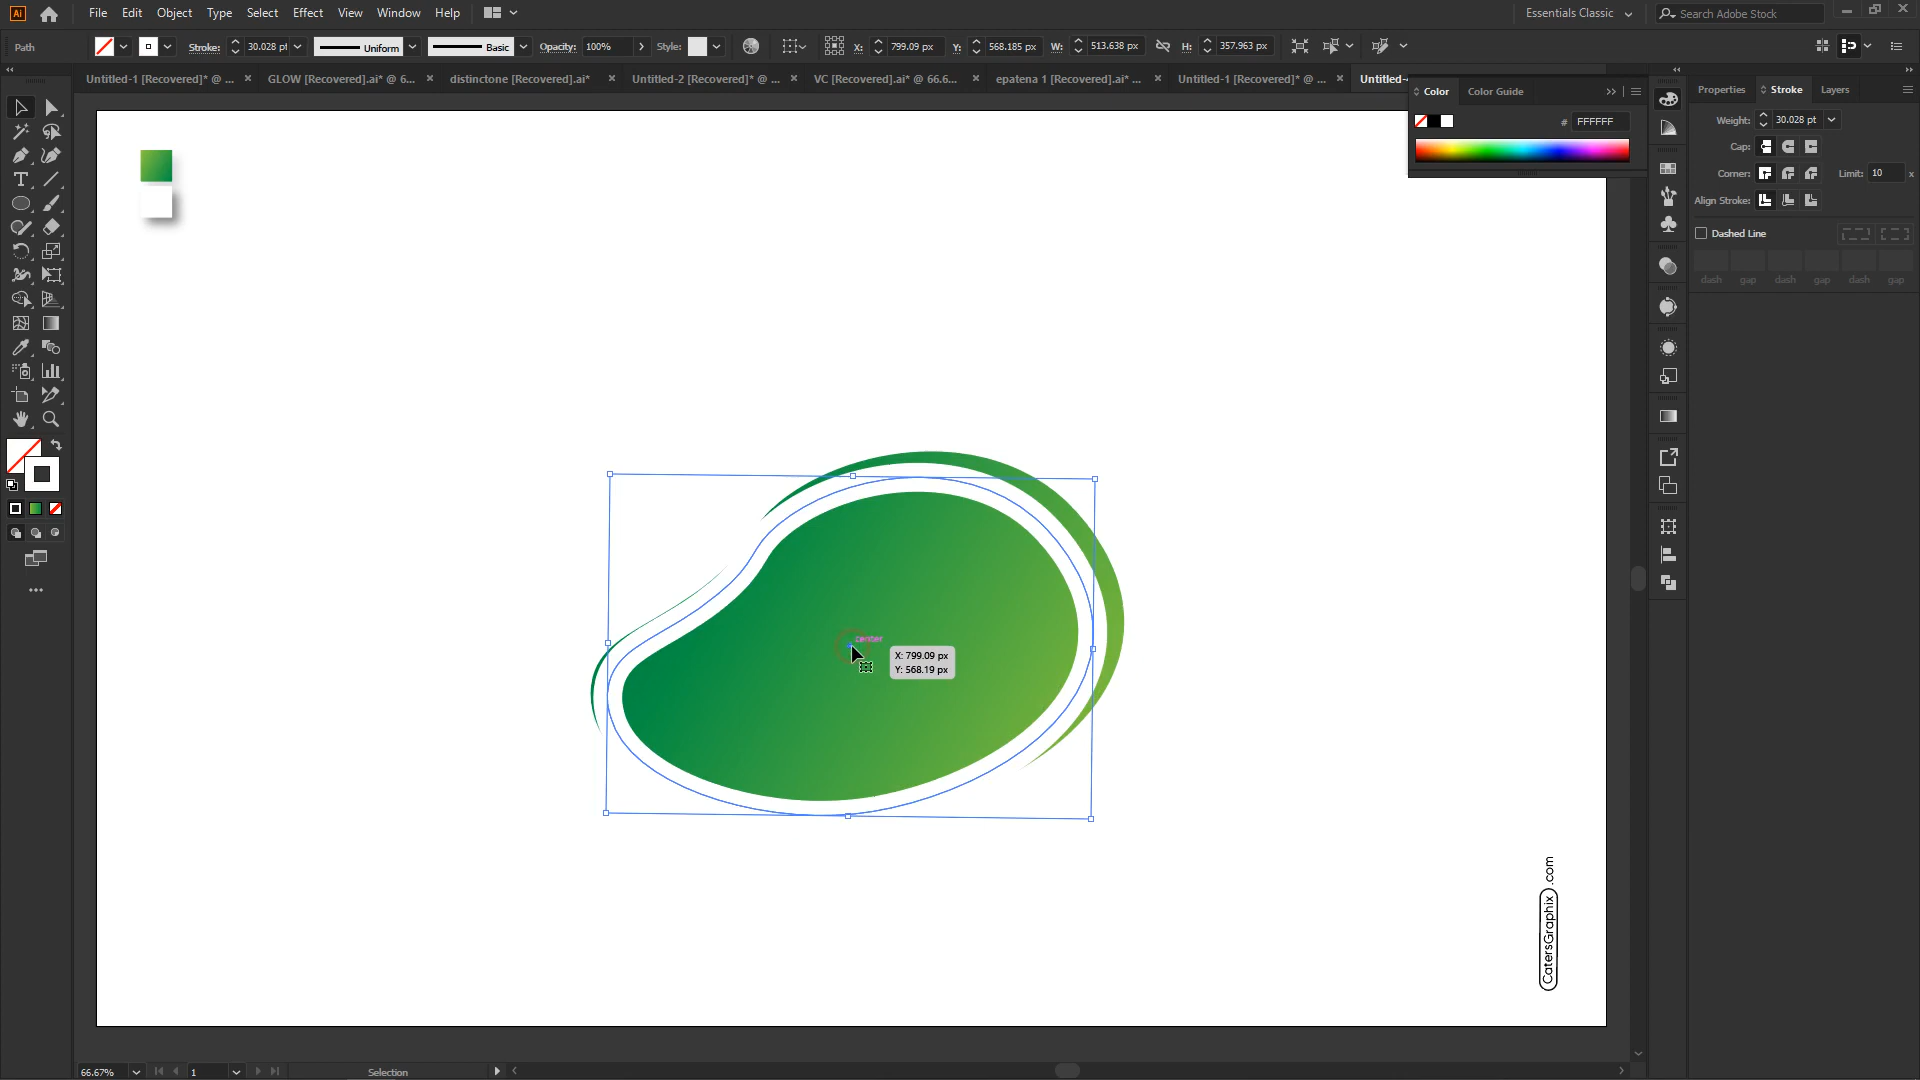 Ai File Edit Object Type Select Effect View Window Help Essentials Classic Search Adobe Stock
Path Stroke: 30.028 pt Uniform Basic Opacity: 100% Style: X: 799.09 px Y: 568.185 px W: 513.638 px H: 357.963 px
Untitled-1 [Recovered]* @ ... × GLOW [Recovered].ai* @ 6... × distinctone [Recovered].ai* × Untitled-2 [Recovered]* @ ... × VC [Recovered].ai* @ 66.6... × epatena 1 [Recovered].ai* ... × Untitled-1 [Recovered]* @ ... × Untitled-
Color Color Guide
# FFFFFF
Properties Stroke Layers
Weight: 30.028 pt
Cap:
Corner: Limit: 10 x
Align Stroke:
Dashed Line
dash gap dash gap dash gap
center
X: 799.09 px
Y: 568.19 px
CatersGraphix .com
66.67% 1 Selection